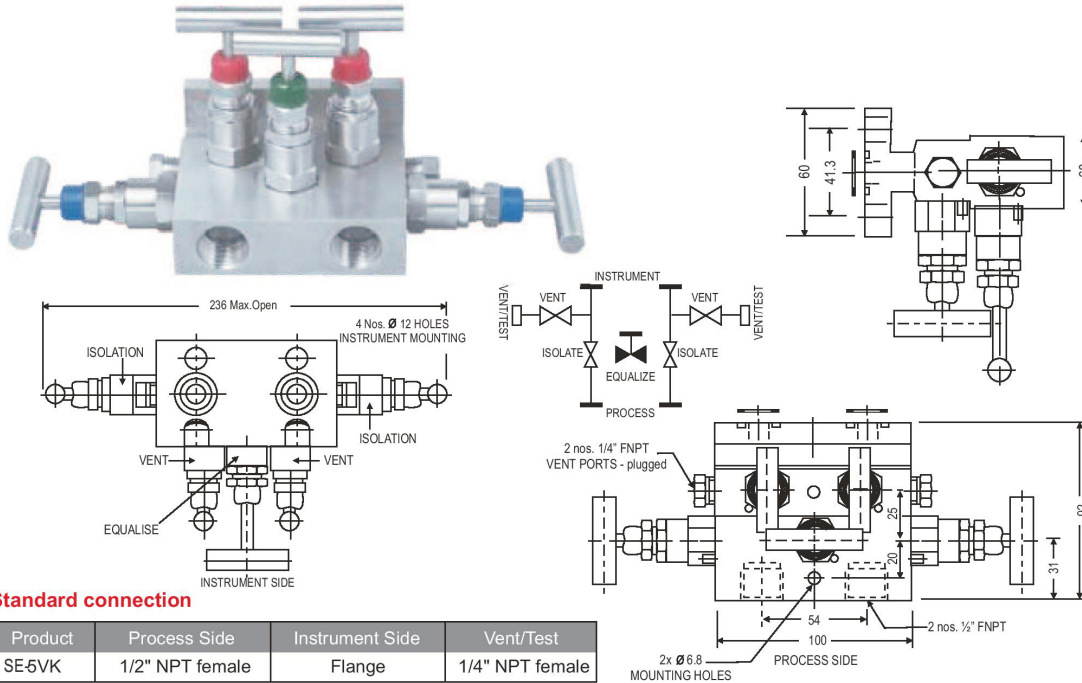 60
41.3
INSTRUMENT
VENT/TEST
VENT
VENT
VENT/TEST
ISOLATE
ISOLATE
EQUALIZE
PROCESS
236 Max.Open
4 Nos. Ø 12 HOLES
INSTRUMENT MOUNTING
ISOLATION
ISOLATION
VENT
VENT
EQUALISE
INSTRUMENT SIDE
2 nos. 1/4" FNPT
VENT PORTS - plugged
25
20
31
54
100
2 nos. ½" FNPT
2x Ø 6.8
MOUNTING HOLES
PROCESS SIDE
Standard connection
Product Process Side Instrument Side Vent/Test
SE-5VK 1/2" NPT female Flange 1/4" NPT female